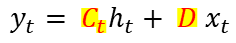 yₜ = Cₜhₜ + D xₜ